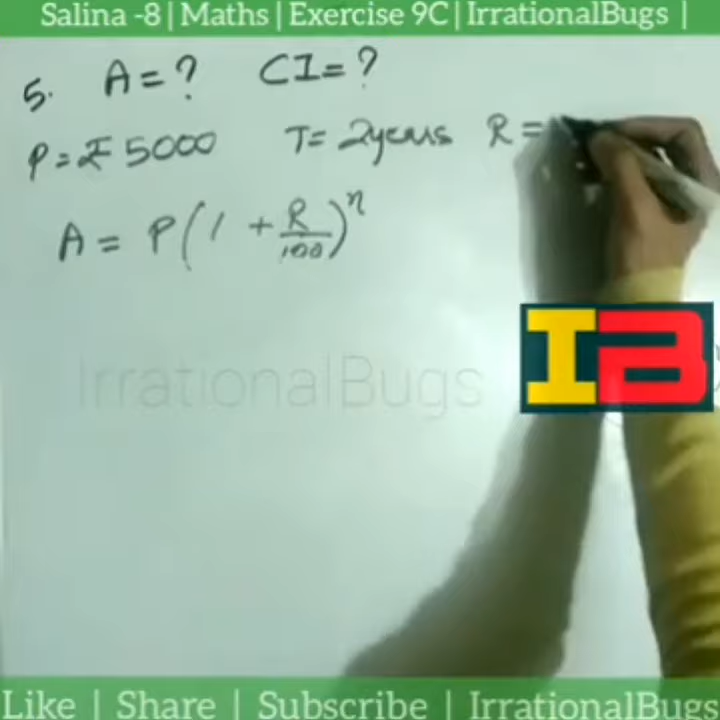 Salina -8 | Maths | Exercise 9C | IrrationalBugs |
5. A = ? CI = ?
P = ₹ 5000 T = 2years R =
A = P(1 + R/100)^n
IB
IrrationalBugs
Like | Share | Subscribe | IrrationalBugs